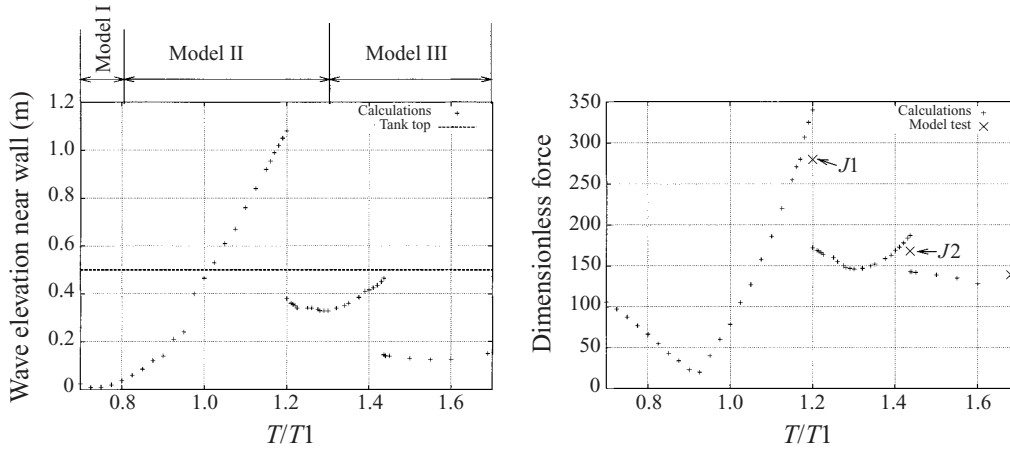 Model I
Model II
Model III
Wave elevation near wall (m)
1.2
1.0
0.8
0.6
0.4
0.2
0
Calculations
Tank top
0.8
1.0
1.2
1.4
1.6
T/T1
Dimensionless force
350
300
250
200
150
100
50
0
Calculations
Model test
J1
J2
0.8
1.0
1.2
1.4
1.6
T/T1